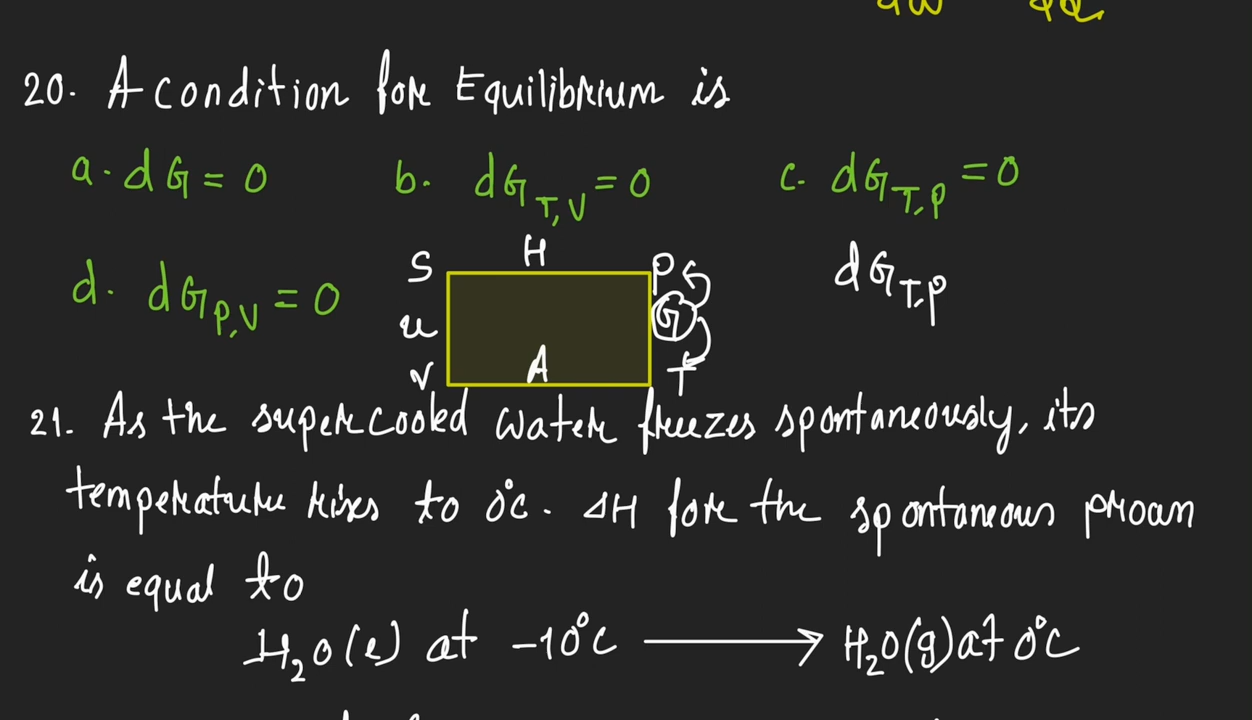 20. A condition for Equilibrium is
a. dG = 0 b. dG_T,V = 0 c. dG_T,P = 0
d. dG_P,V = 0
S H P
U G
V A T
dG_T,P
21. As the supercooled water freezes spontaneously, its
temperature rises to 0°C. ΔH for the spontaneous
is equal to
H₂O(l) at -10°C ⟶ H₂O(g) at 0°C